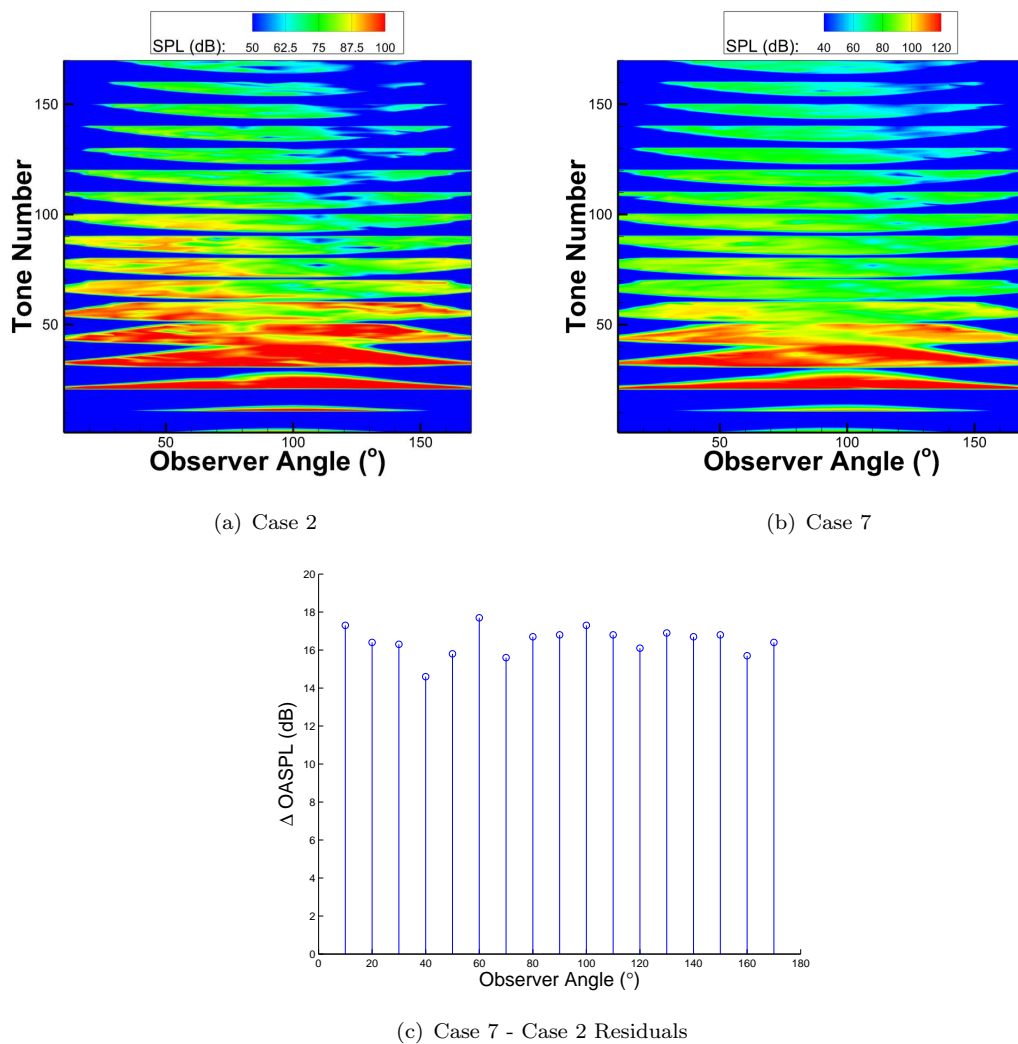 SPL (dB): 50 62.5 75 87.5 100
SPL (dB): 40 60 80 100 120
150
100
50
Tone Number
50 100 150
Observer Angle (º)
150
100
50
Tone Number
50 100 150
Observer Angle (º)
(a) Case 2
(b) Case 7
20
18
16
14
12
10
8
6
4
2
0
Δ OASPL (dB)
0 20 40 60 80 100 120 140 160 180
Observer Angle (°)
(c) Case 7 - Case 2 Residuals